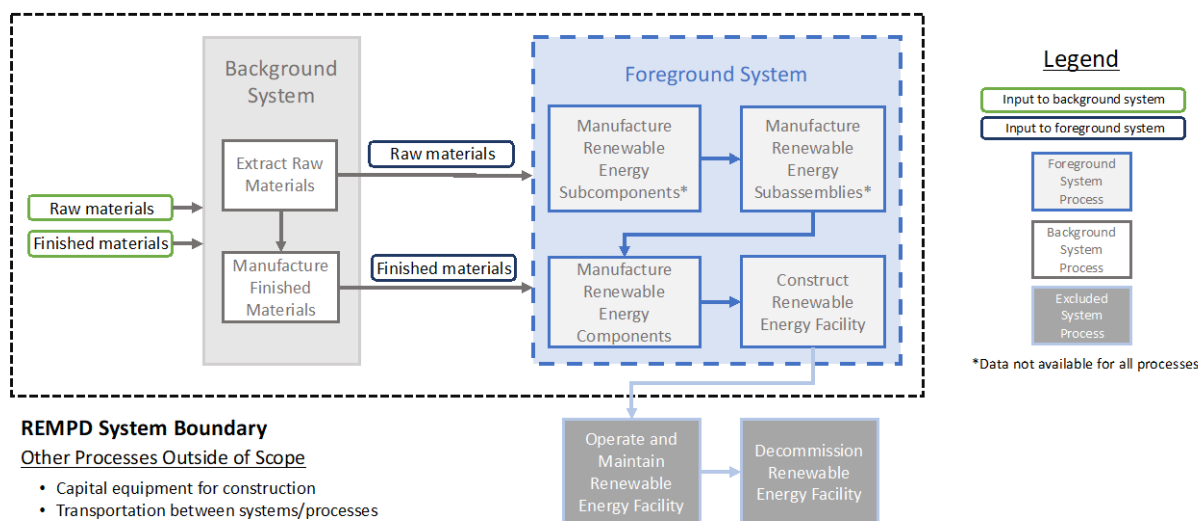 Background
System
Extract Raw
Materials
Manufacture
Finished
Materials
Raw materials
Finished materials
Raw materials
Finished materials
Foreground System
Manufacture
Renewable
Energy
Subcomponents*
Manufacture
Renewable
Energy
Subassemblies*
Manufacture
Renewable
Energy
Components
Construct
Renewable
Energy Facility
Operate and
Maintain
Renewable
Energy Facility
Decommission
Renewable
Energy Facility
REMPD System Boundary
Other Processes Outside of Scope
• Capital equipment for construction
• Transportation between systems/processes
Legend
Input to background system
Input to foreground system
Foreground
System
Process
Background
System
Process
Excluded
System
Process
*Data not available for all processes